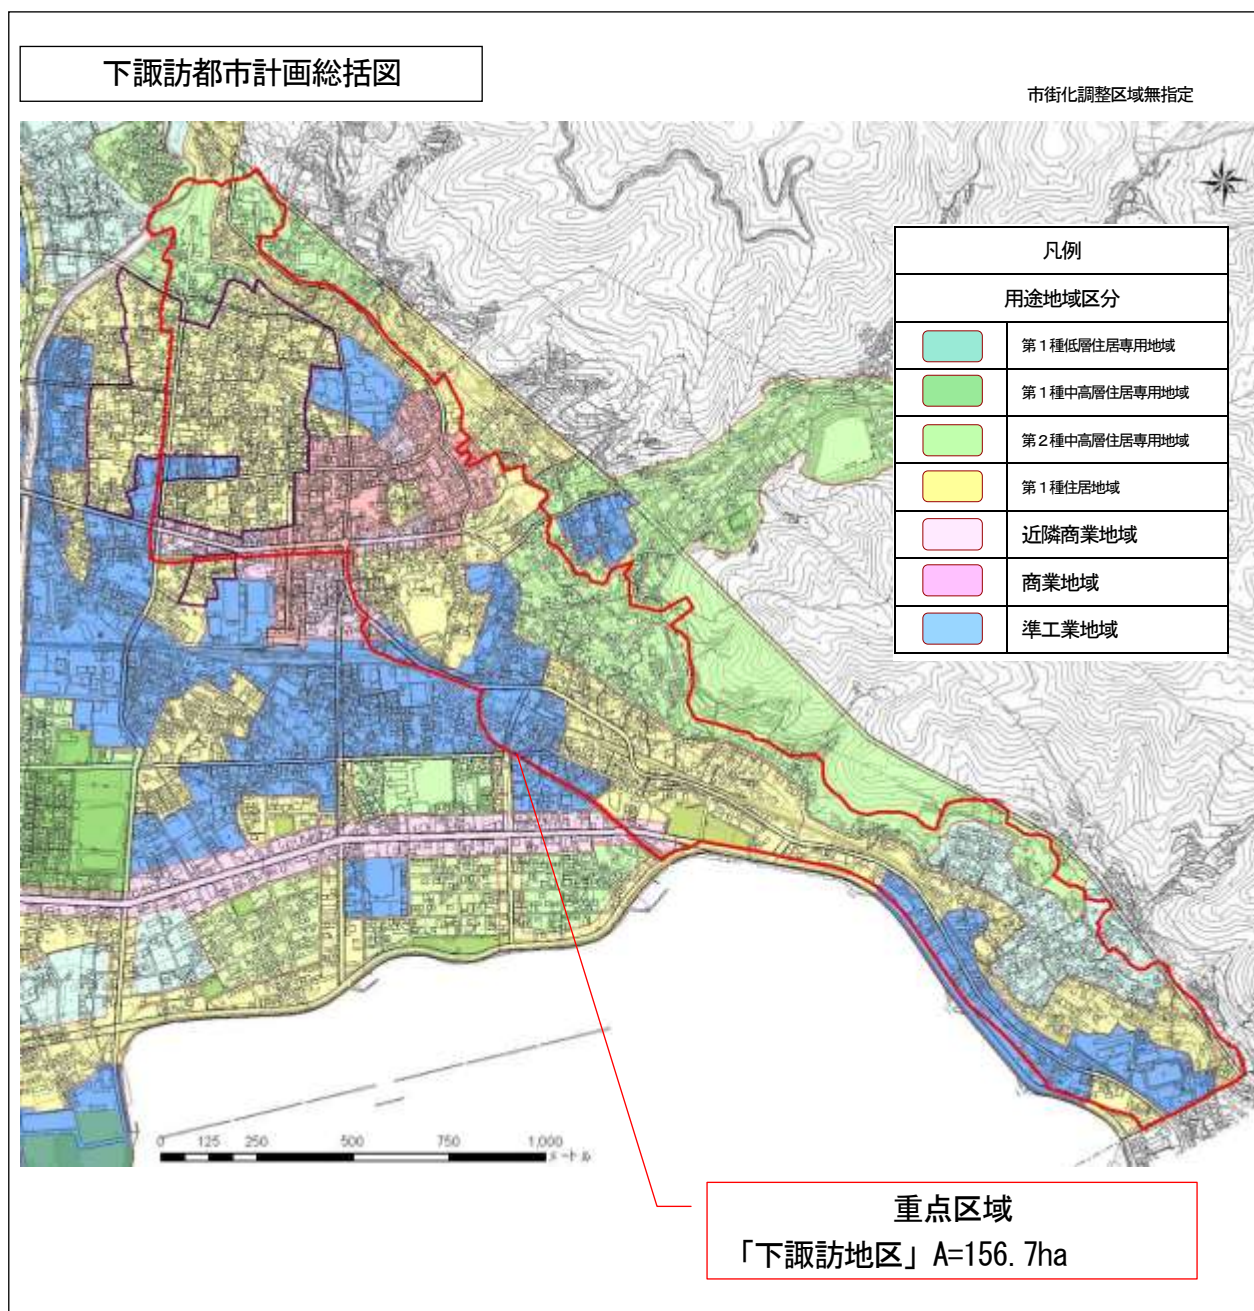 下諏訪都市計画総括図
市街化調整区域無指定
凡例
用途地域区分
第1種低層住居専用地域
第1種中高層住居専用地域
第2種中高層住居専用地域
第1種住居地域
近隣商業地域
商業地域
準工業地域
0 125 250 500 750 1,000
メートル
重点区域
「下諏訪地区」A=156.7ha